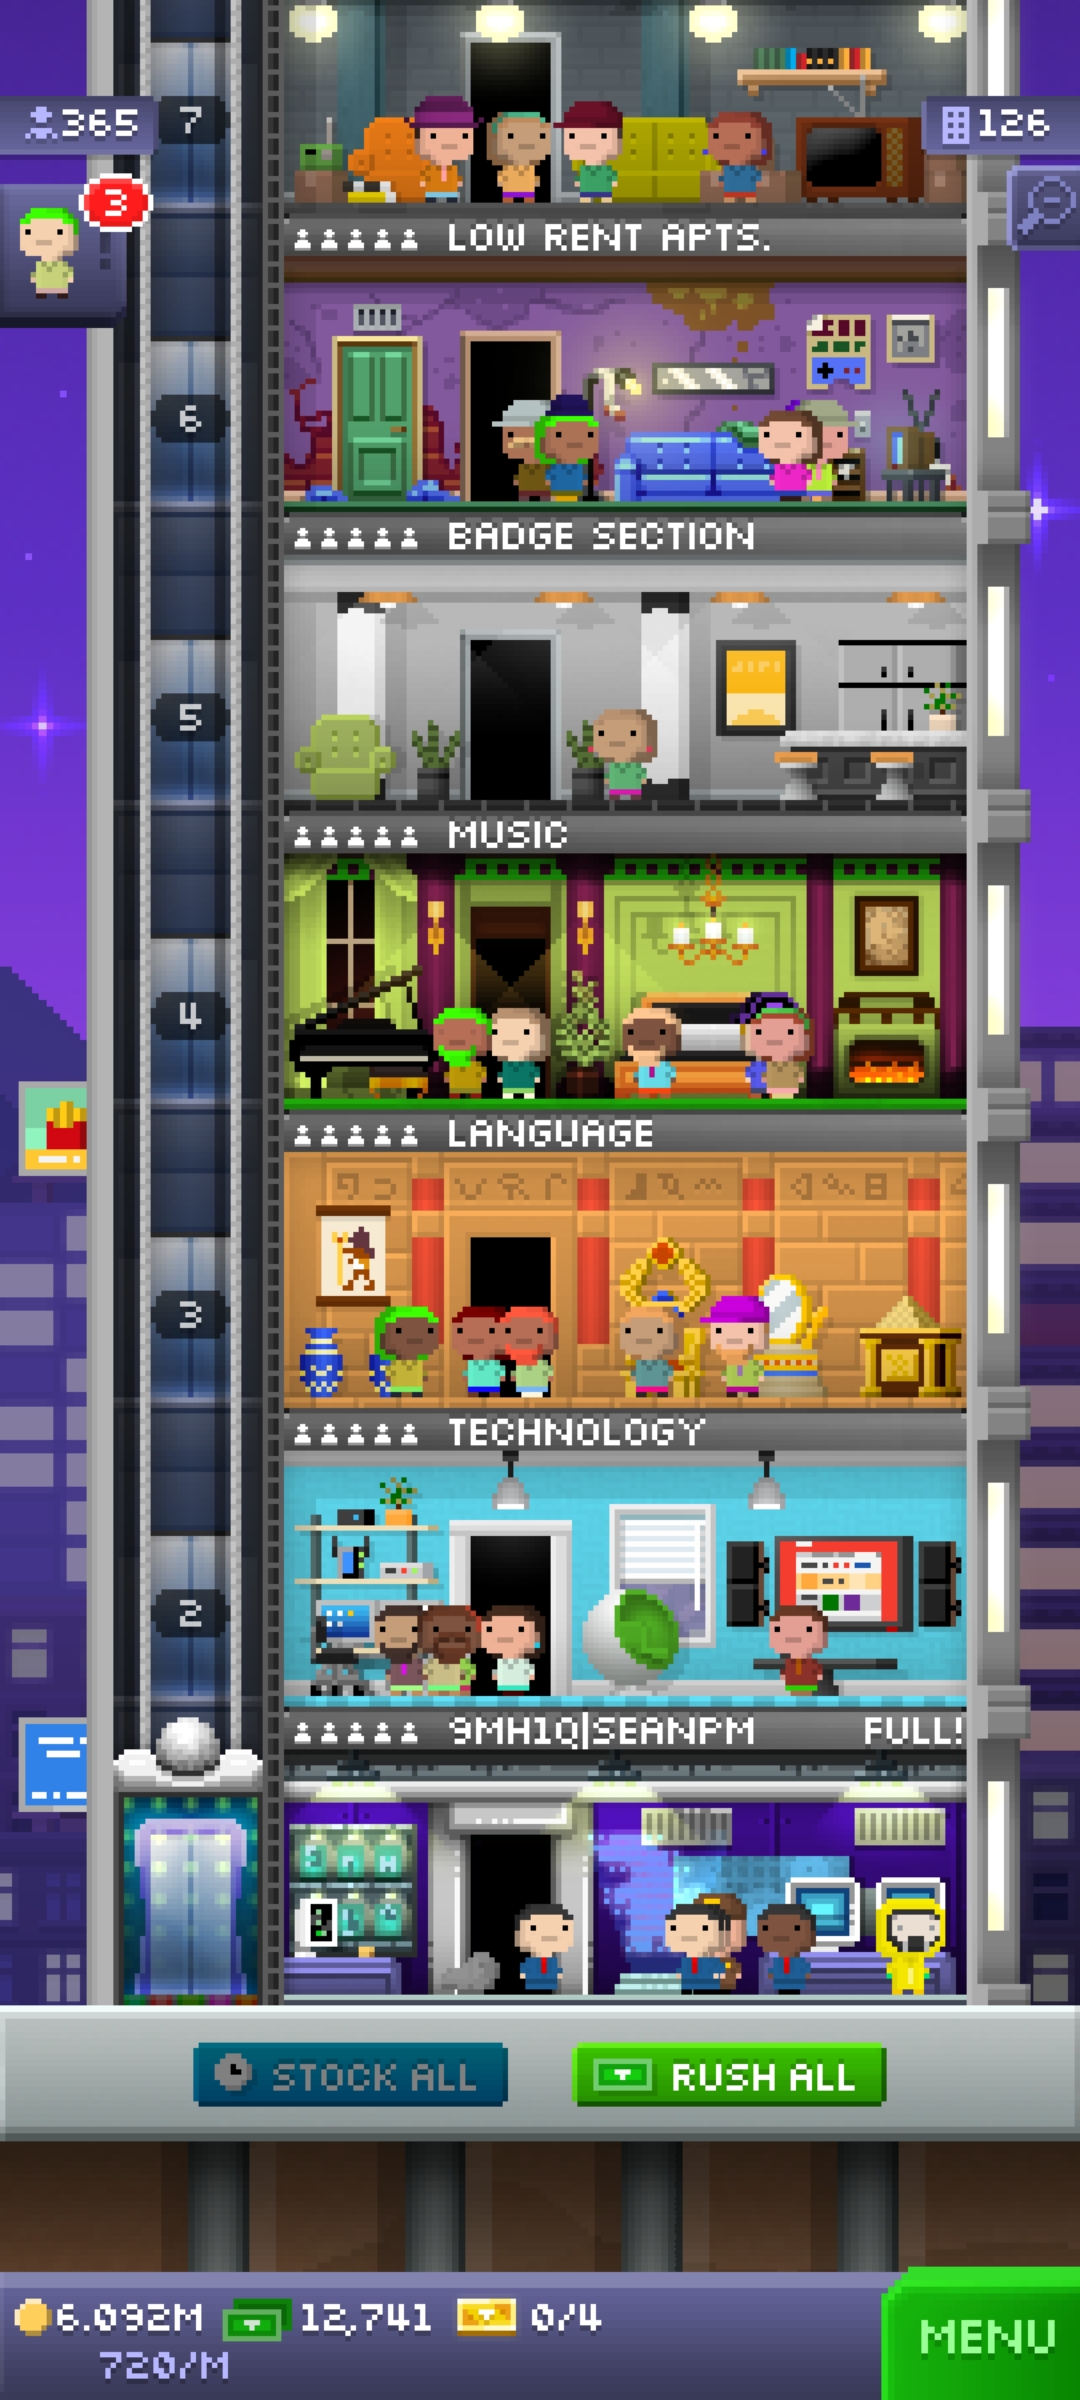 7
365
126
3
LOW RENT APTS.
6
BADGE SECTION
5
MUSIC
4
LANGUAGE
3
TECHNOLOGY
2
9MH1Q|SEANPM FULL!
STOCK ALL
RUSH ALL
6.092M 12,741 0/4
720/M
MENU